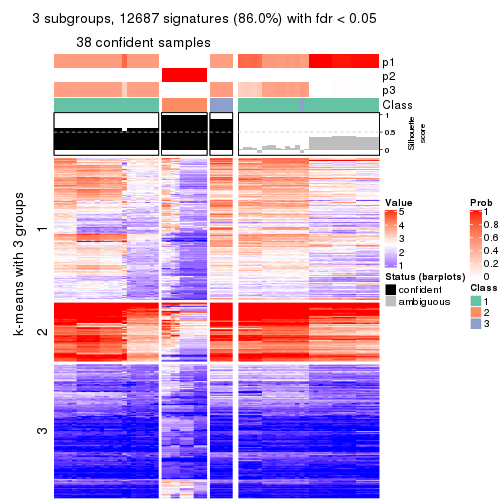 3 subgroups, 12687 signatures (86.0%) with fdr < 0.05
38 confident samples
p1
p2
p3
Class
1
0.5
0
Silhouette
score
k-means with 3 groups
1
2
3
Value
5
4
3
2
1
Status (barplots)
confident
ambiguous
Prob
1
0.8
0.6
0.4
0.2
0
Class
1
2
3